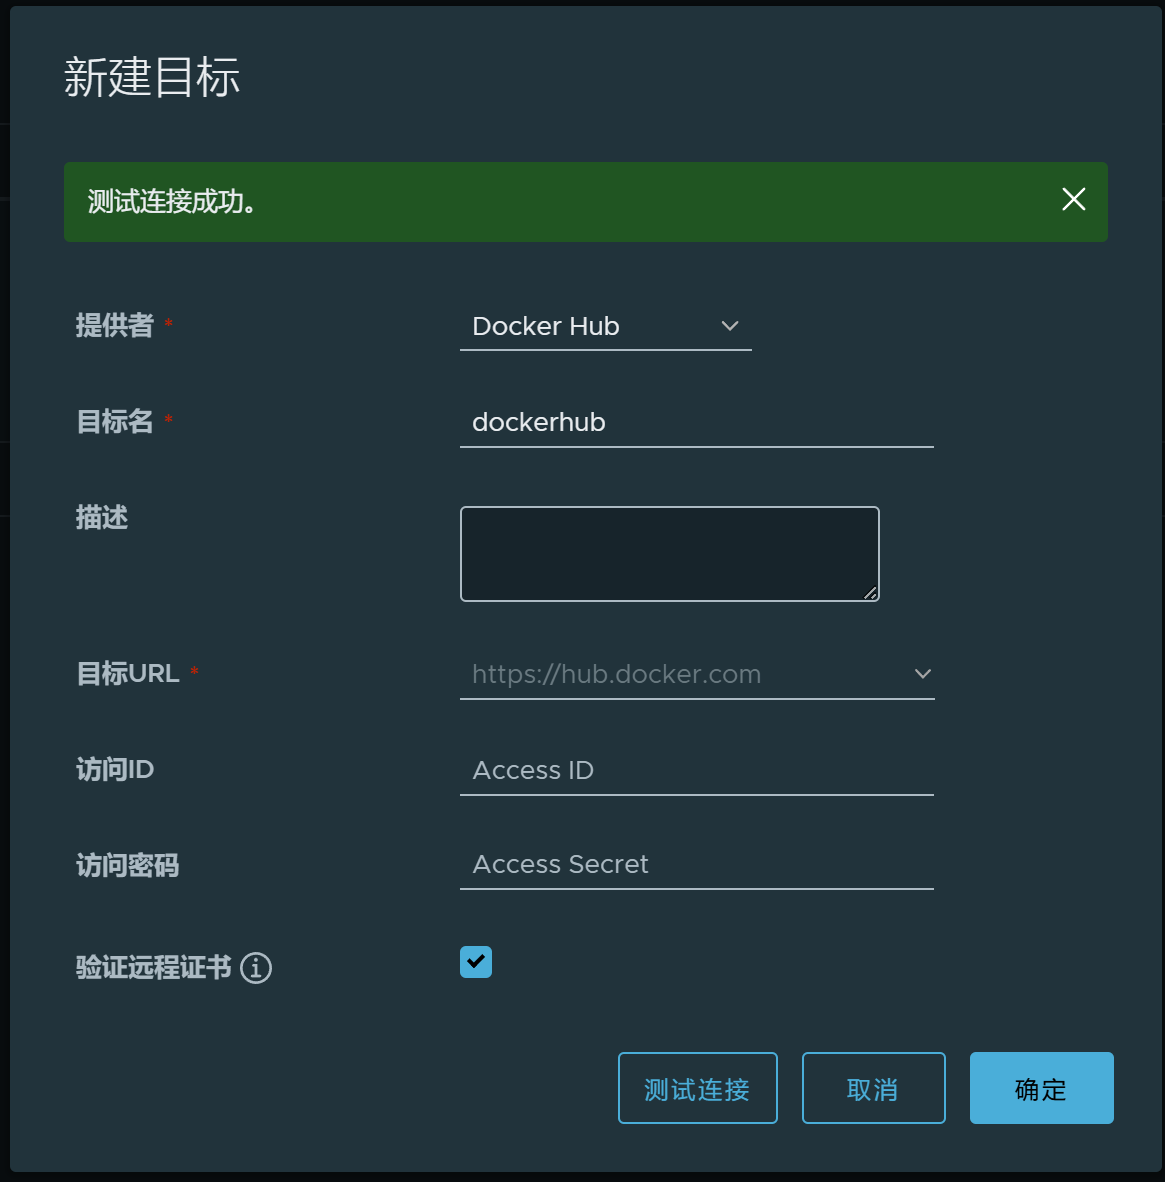 新建目标
测试连接成功。
提供者 * Docker Hub
目标名 * dockerhub
描述
目标URL * https://hub.docker.com
访问ID Access ID
访问密码 Access Secret
验证远程证书
测试连接 取消 确定